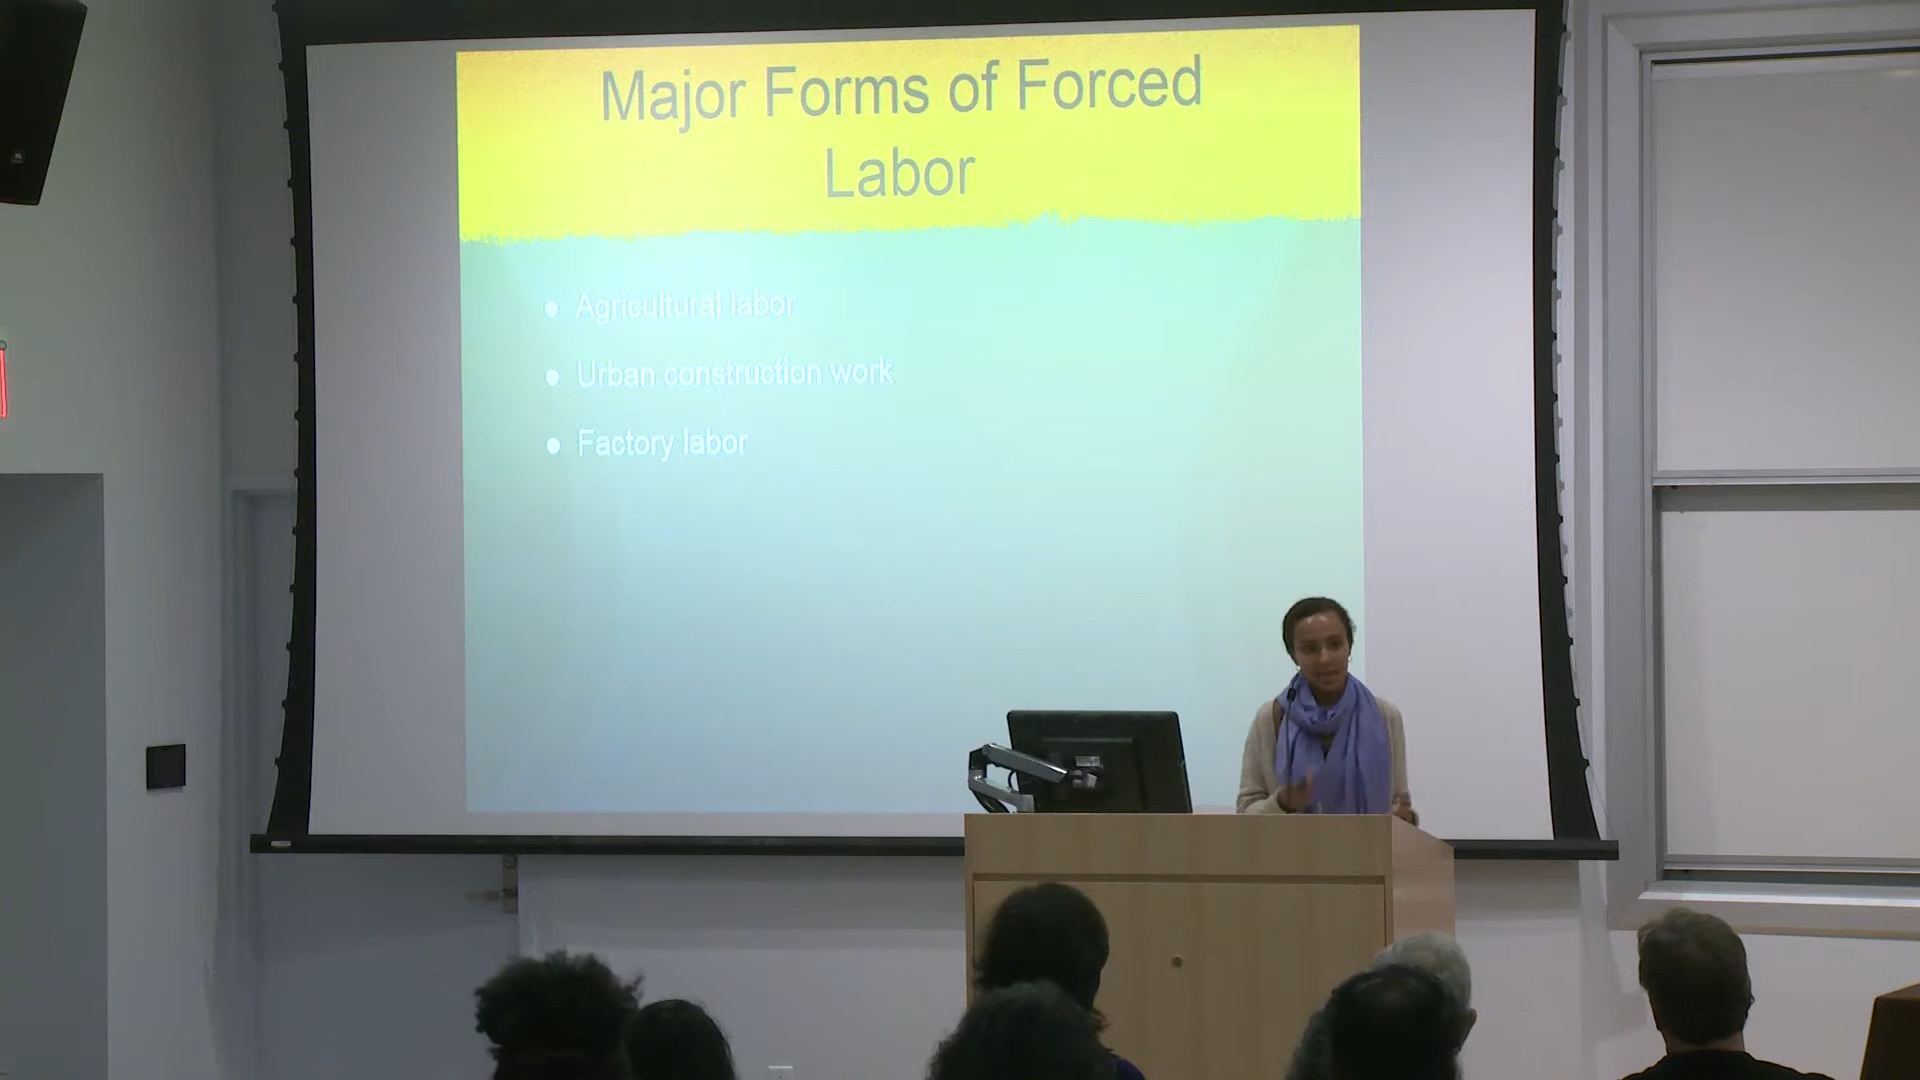 Major Forms of Forced
Labor
● Agricultural labor
● Urban construction work
● Factory labor